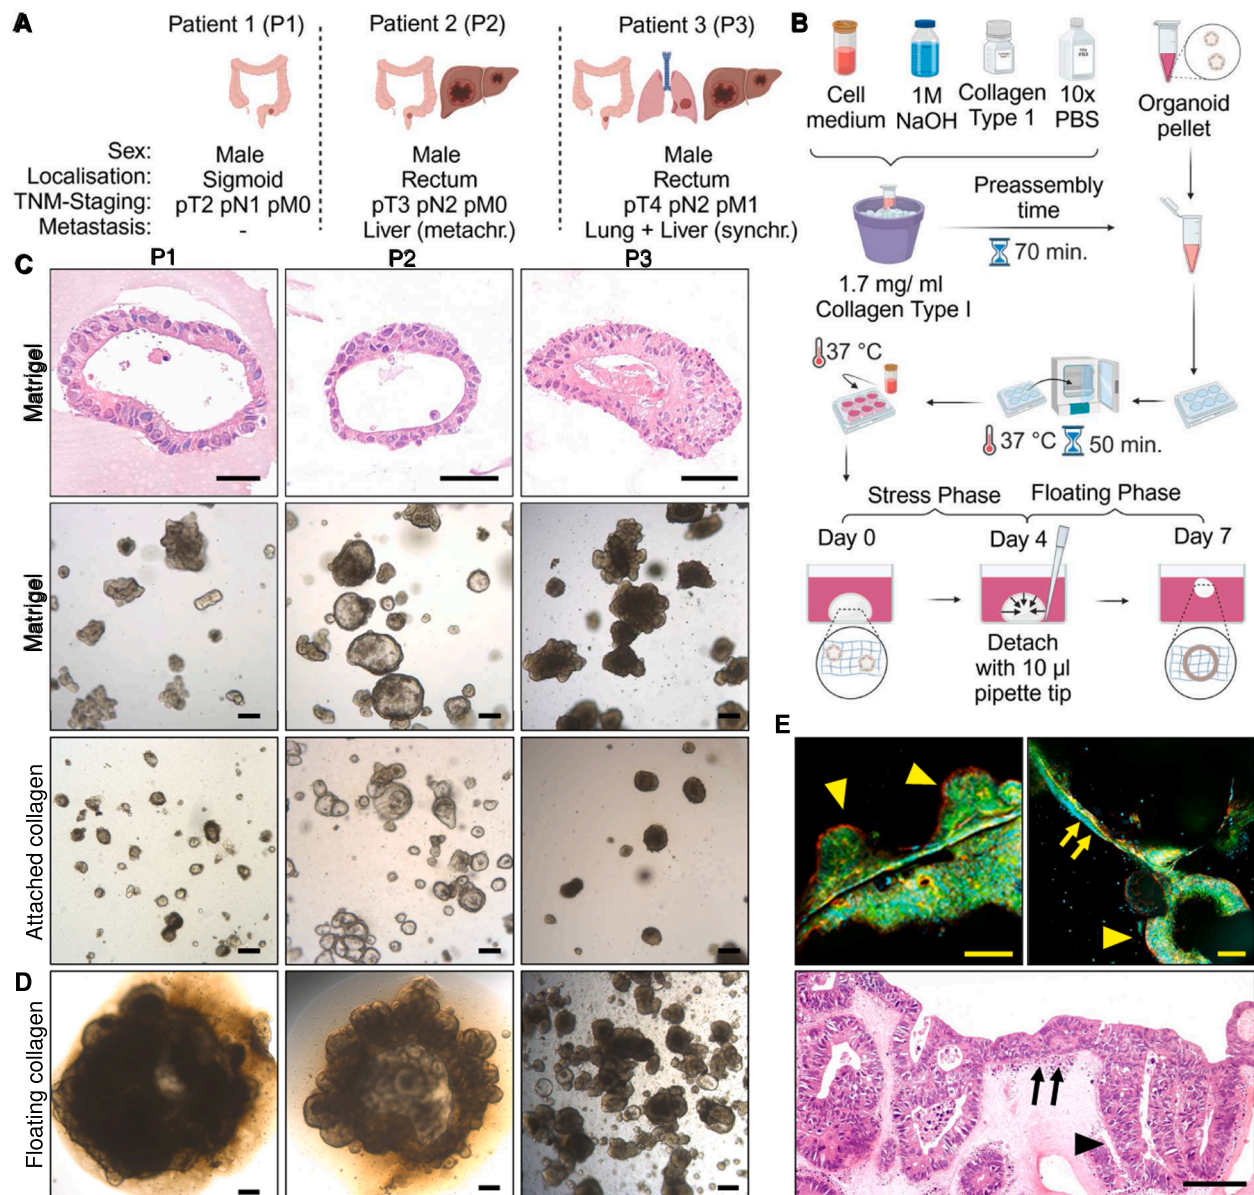 A
Patient 1 (P1)
Patient 2 (P2)
Patient 3 (P3)
Sex:
Male
Male
Male
Localisation:
Sigmoid
Rectum
Rectum
TNM-Staging:
pT2 pN1 pM0
pT3 pN2 pM0
pT4 pN2 pM1
Metastasis:
-
Liver (metachr.)
Lung + Liver (synchr.)
B
Cell
medium
1M
NaOH
Collagen
Type 1
10x
PBS
Organoid
pellet
Preassembly
time
70 min.
1.7 mg/ ml
Collagen Type I
37 °C
37 °C
50 min.
Stress Phase
Floating Phase
Day 0
Day 4
Day 7
Detach
with 10 µl
pipette tip
C
P1
P2
P3
Matrigel
Matrigel
Attached collagen
D
Floating collagen
E